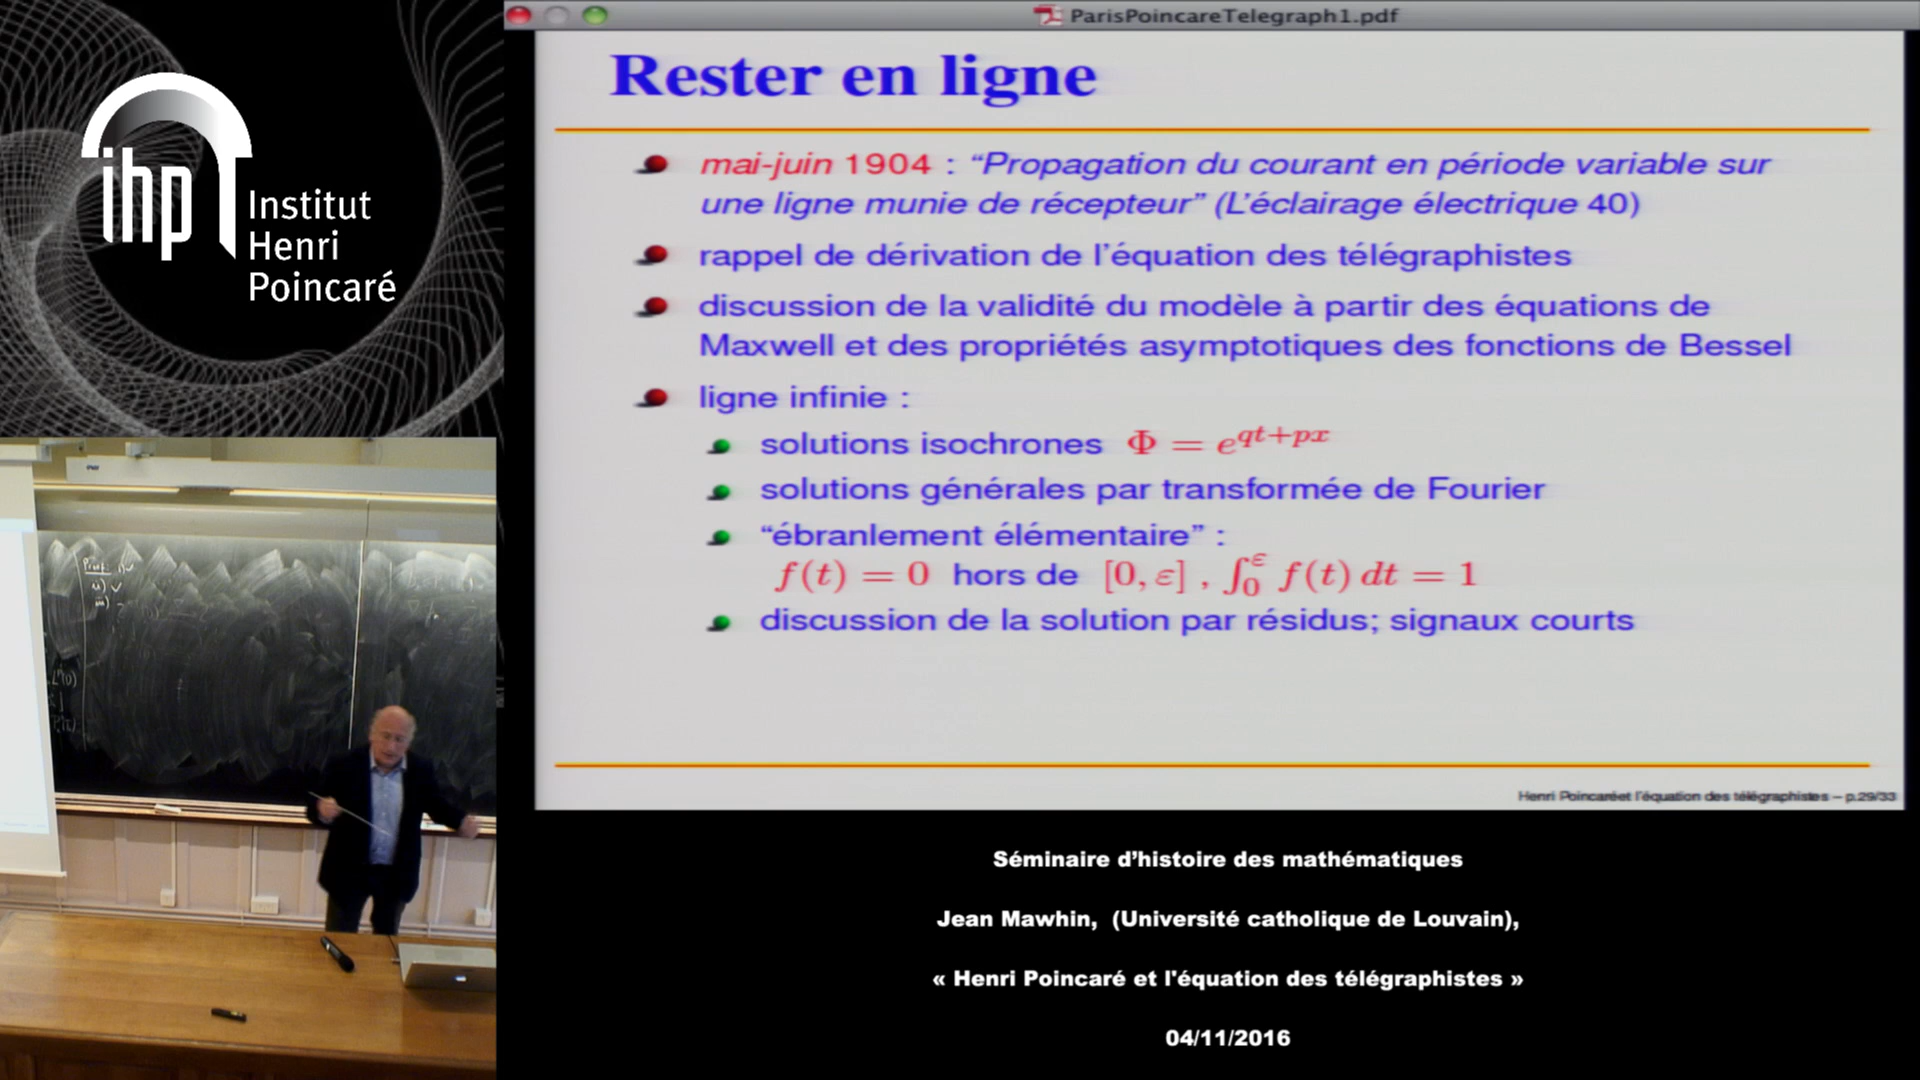 ihp
Institut
Henri
Poincaré
ParisPoincareTelegraph1.pdf
Rester en ligne
mai-juin 1904 : “Propagation du courant en période variable sur
une ligne munie de récepteur” (L’éclairage électrique 40)
rappel de dérivation de l’équation des télégraphistes
discussion de la validité du modèle à partir des équations de
Maxwell et des propriétés asymptotiques des fonctions de Bessel
ligne infinie :
solutions isochrones Φ = e^{qt+px}
solutions générales par transformée de Fourier
“ébranlement élémentaire” :
f(t) = 0 hors de [0, ε] , ∫_0^ε f(t) dt = 1
discussion de la solution par résidus; signaux courts
Henri Poincaréet l’équation des télégraphistes – p.29/33
Séminaire d’histoire des mathématiques
Jean Mawhin, (Université catholique de Louvain),
« Henri Poincaré et l'équation des télégraphistes »
04/11/2016